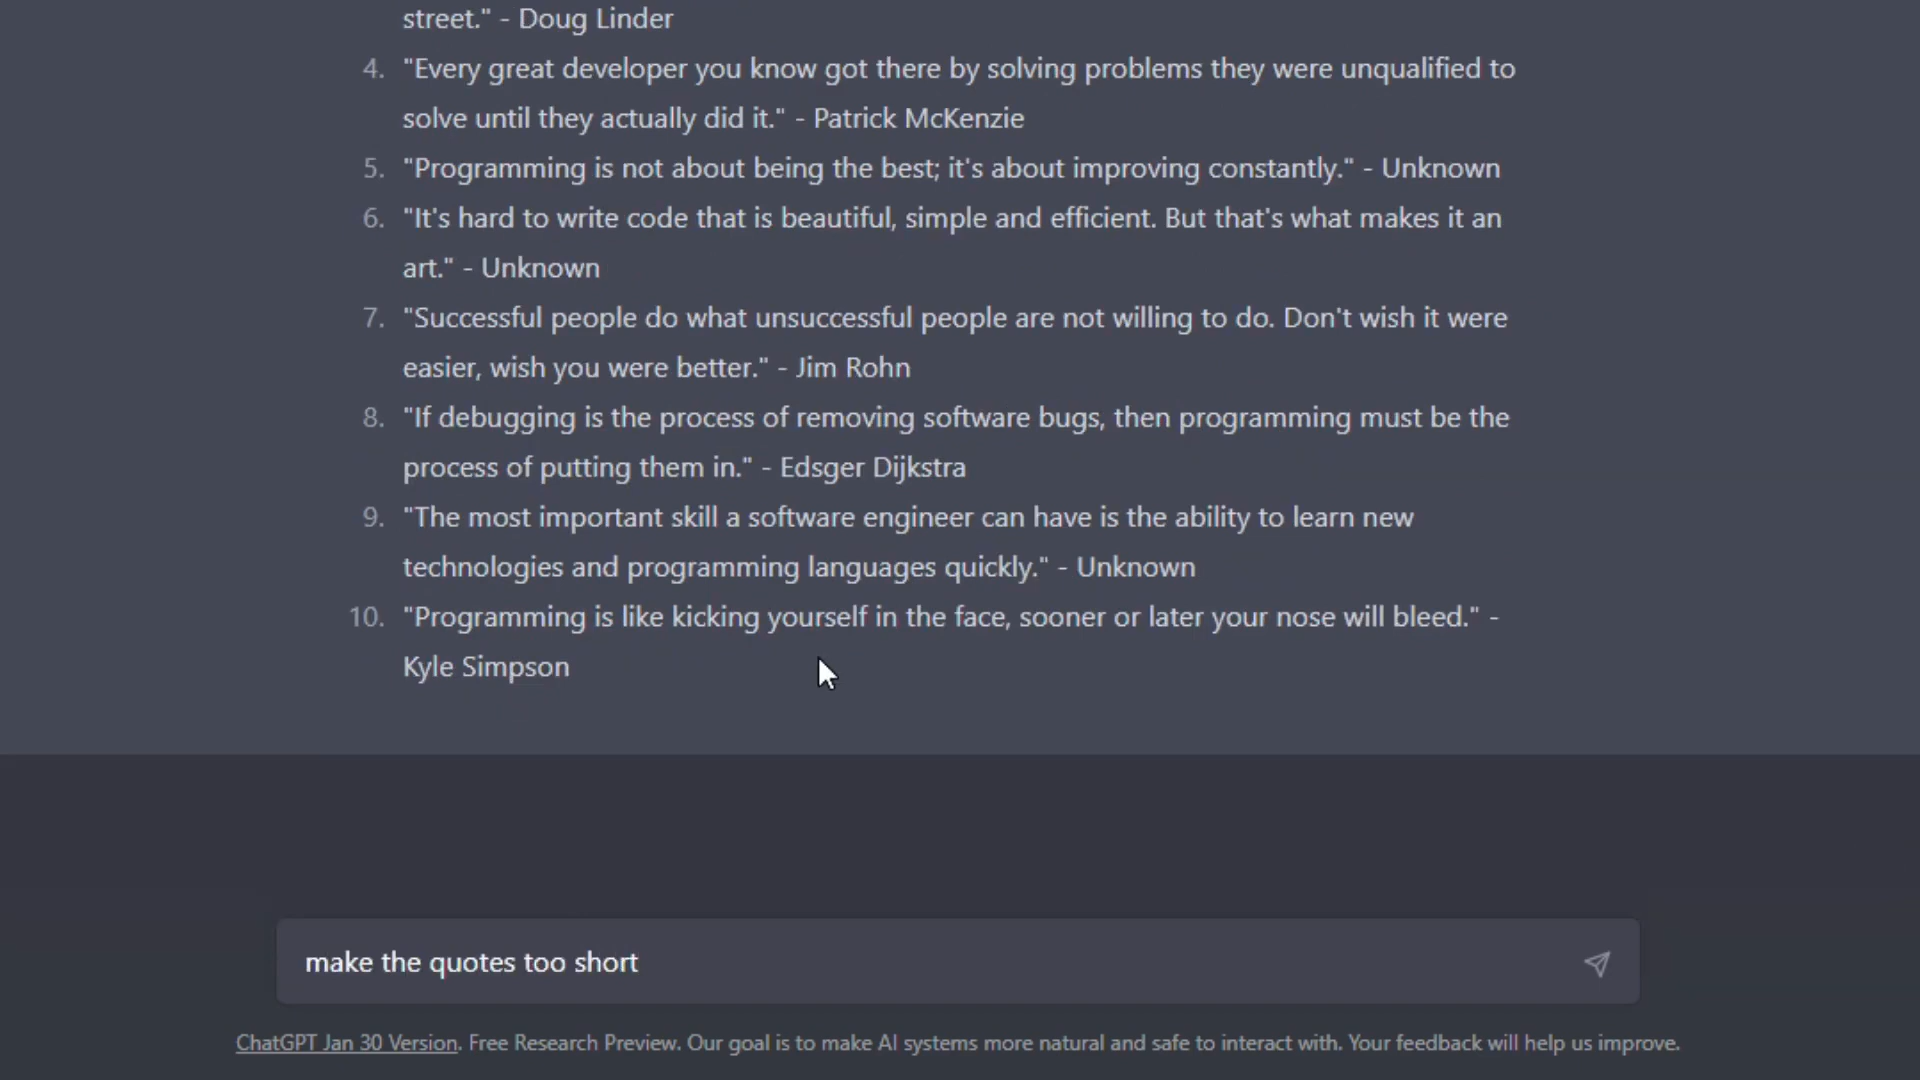 street." - Doug Linder
4. "Every great developer you know got there by solving problems they were unqualified to
solve until they actually did it." - Patrick McKenzie
5. "Programming is not about being the best; it's about improving constantly." - Unknown
6. "It's hard to write code that is beautiful, simple and efficient. But that's what makes it an
art." - Unknown
7. "Successful people do what unsuccessful people are not willing to do. Don't wish it were
easier, wish you were better." - Jim Rohn
8. "If debugging is the process of removing software bugs, then programming must be the
process of putting them in." - Edsger Dijkstra
9. "The most important skill a software engineer can have is the ability to learn new
technologies and programming languages quickly." - Unknown
10. "Programming is like kicking yourself in the face, sooner or later your nose will bleed." -
Kyle Simpson
make the quotes too short
ChatGPT Jan 30 Version. Free Research Preview. Our goal is to make AI systems more natural and safe to interact with. Your feedback will help us improve.